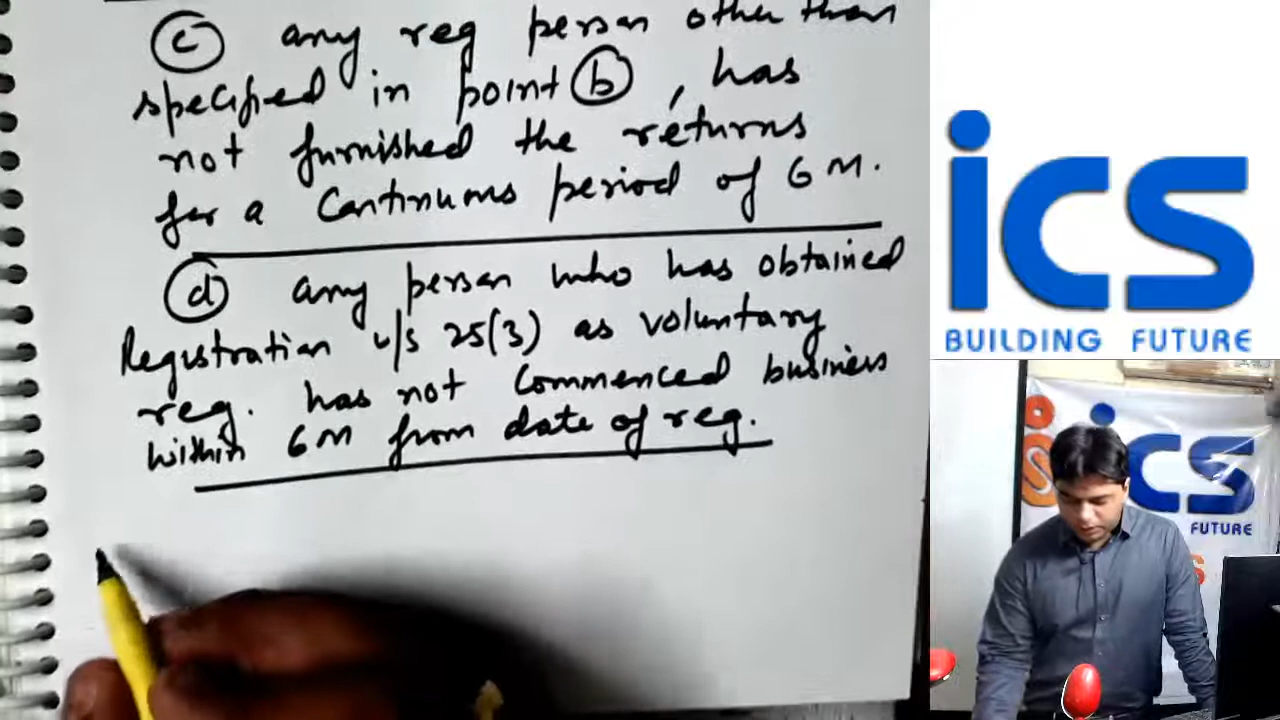 (c) any reg person other than
specified in point (b), has
not furnished the returns
for a continuous period of 6 M.
(d) any person who has obtained
Registration u/s 25(3) as voluntary
reg. has not commenced business
within 6M from date of reg.
ics
BUILDING FUTURE
ics
FUTURE